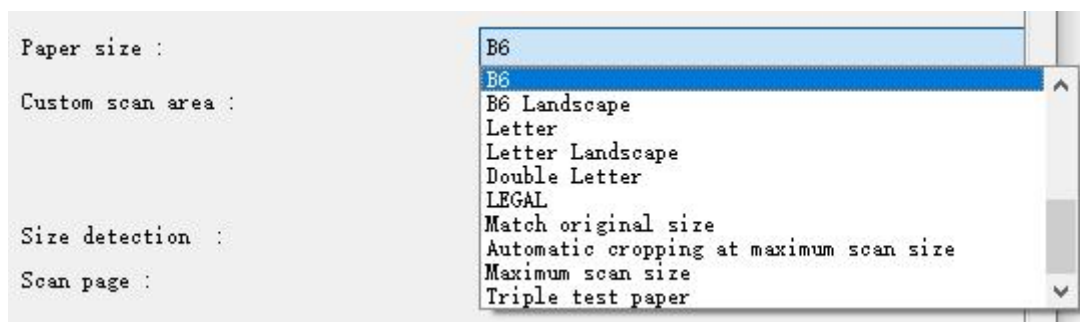 Paper size :
B6
B6
Custom scan area :
B6 Landscape
Letter
Letter Landscape
Double Letter
LEGAL
Match original size
Size detection :
Automatic cropping at maximum scan size
Maximum scan size
Scan page :
Triple test paper